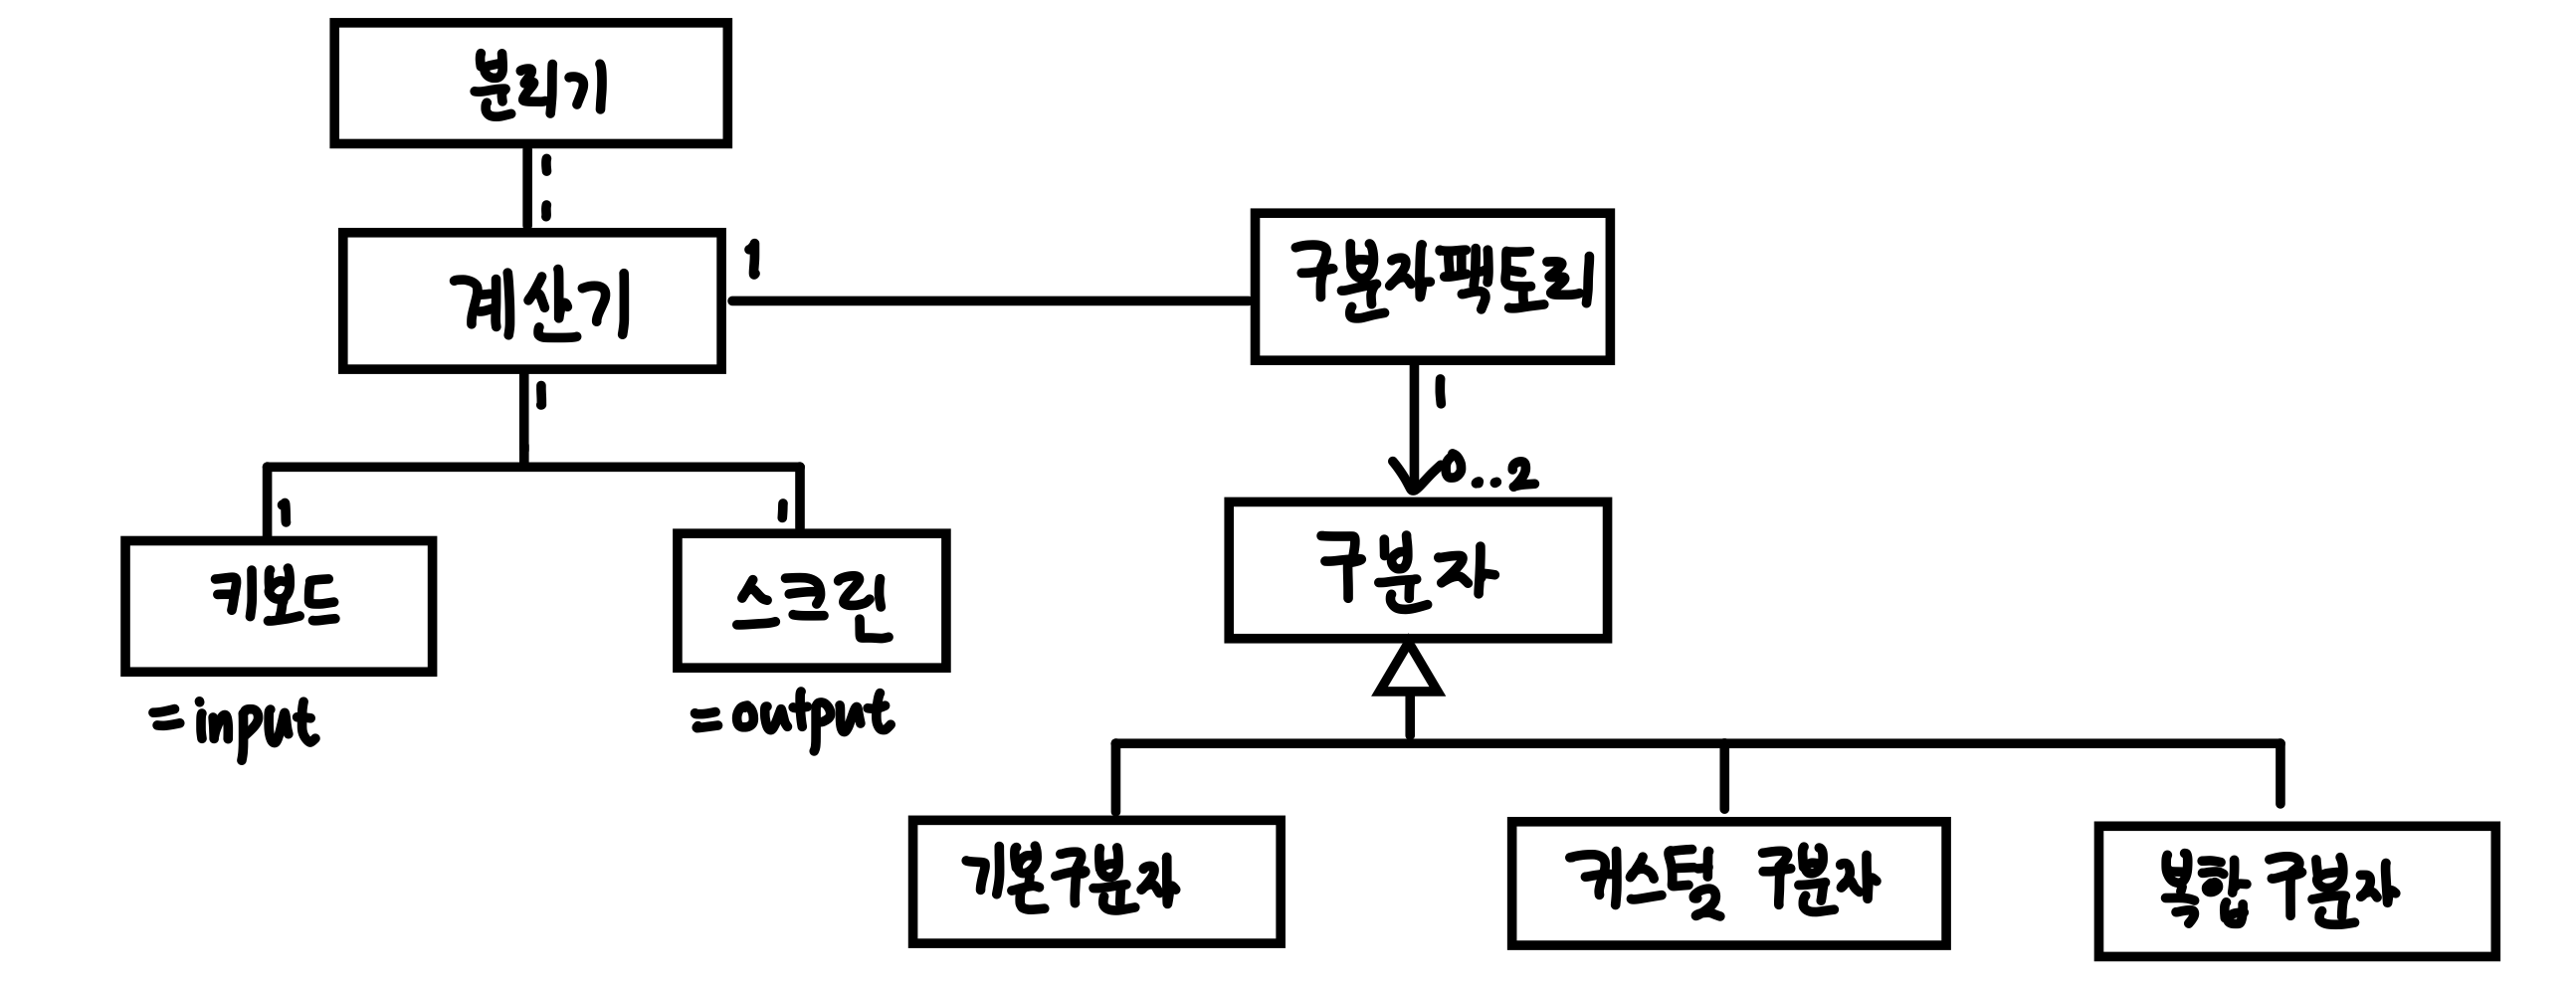 분리기
1
1
계산기
1
구분자팩토리
1
1
0..2
1
1
키보드
스크린
구분자
= input
= output
기본구분자
커스텀 구분자
복합 구분자